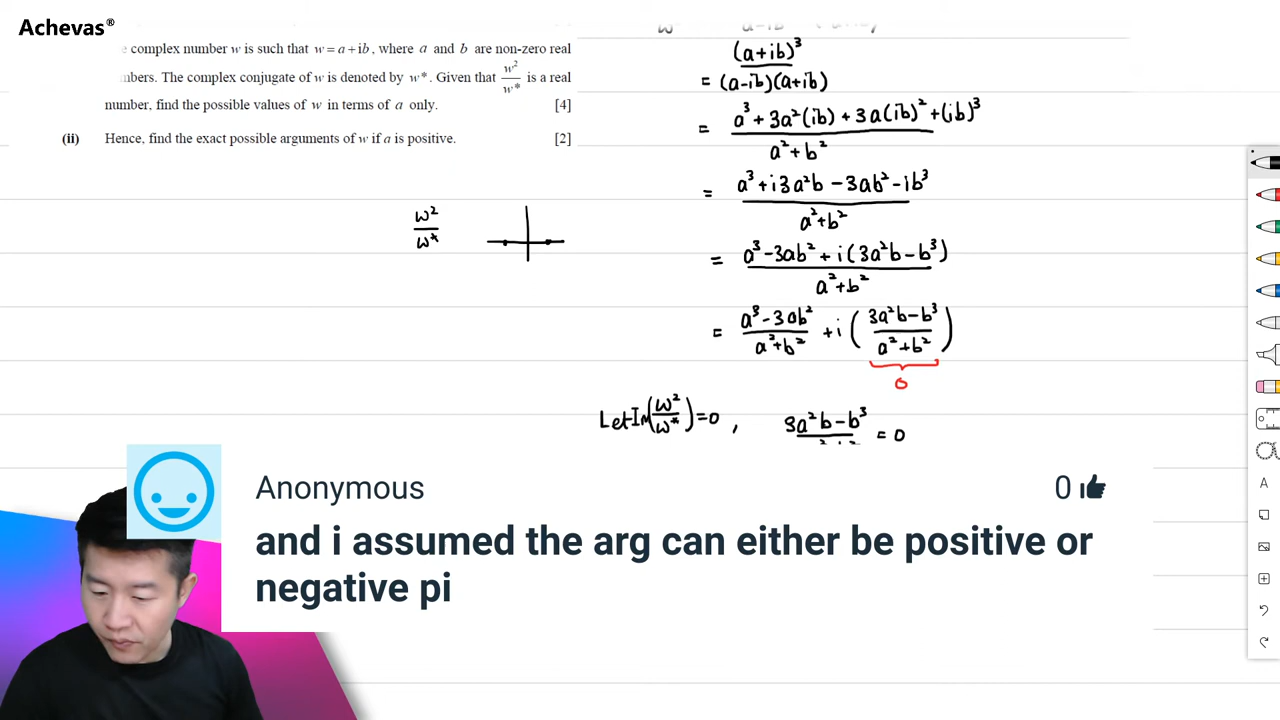 Achevas®
complex number w is such that w = a + ib, where a and b are non-zero real
nbers. The complex conjugate of w is denoted by w*. Given that w²/w* is a real
number, find the possible values of w in terms of a only. [4]
(ii) Hence, find the exact possible arguments of w if a is positive. [2]
w²/w*
(a+ib)³
= (a-ib)(a+ib)
= a³ + 3a²(ib) + 3a(ib)² + (ib)³
a²+b²
= a³ + i3a²b - 3ab² - ib³
a²+b²
= a³ - 3ab² + i(3a²b - b³)
a²+b²
= a³-3ab²/a²+b² + i(3a²b-b³/a²+b²)
0
Let Im(w²/w*) = 0, 3a²b - b³ = 0
Anonymous 0
and i assumed the arg can either be positive or
negative pi
A